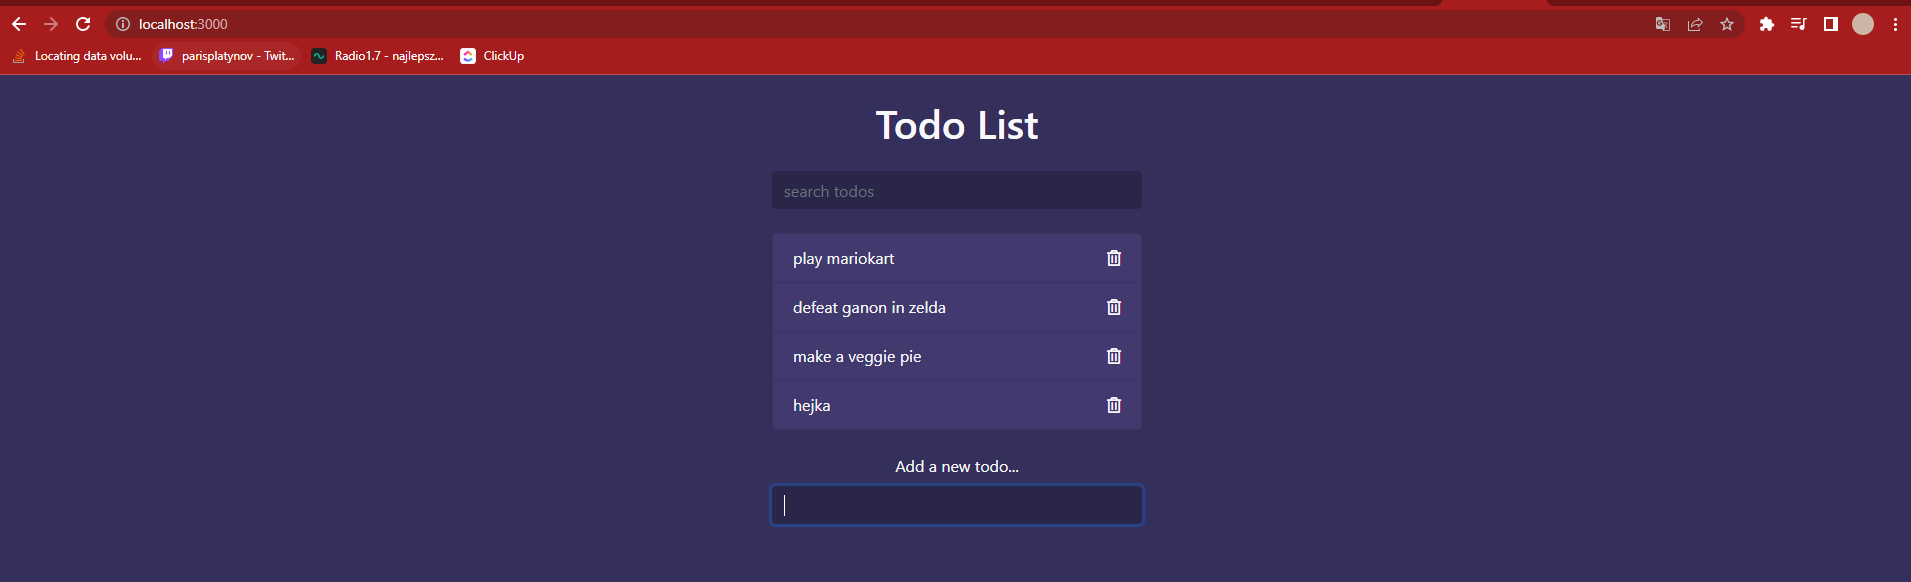 localhost:3000
Locating data volu... parisplatynov - Twit... Radio1.7 - najlepsz... ClickUp
Todo List
search todos
play mariokart
defeat ganon in zelda
make a veggie pie
hejka
Add a new todo...